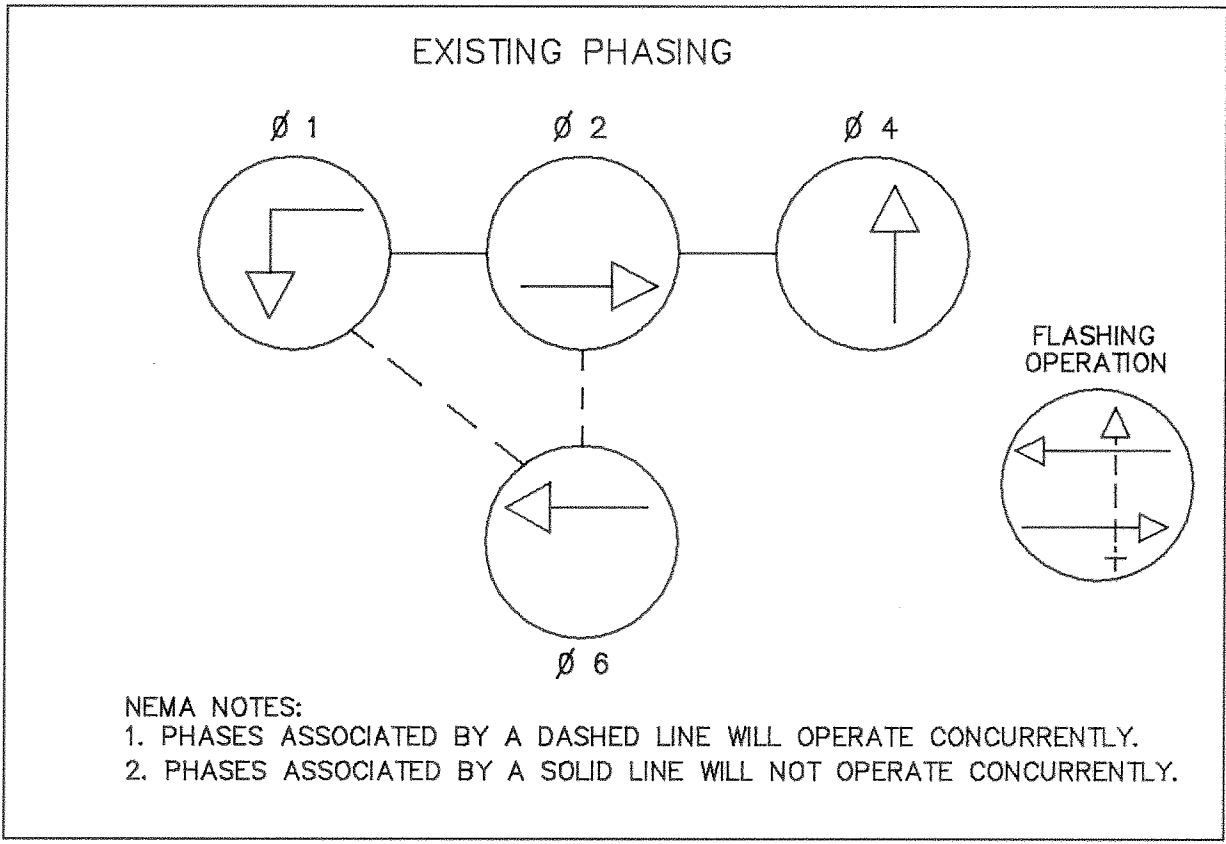 EXISTING PHASING
Ø 1
Ø 2
Ø 4
FLASHING
OPERATION
Ø 6
NEMA NOTES:
1. PHASES ASSOCIATED BY A DASHED LINE WILL OPERATE CONCURRENTLY.
2. PHASES ASSOCIATED BY A SOLID LINE WILL NOT OPERATE CONCURRENTLY.